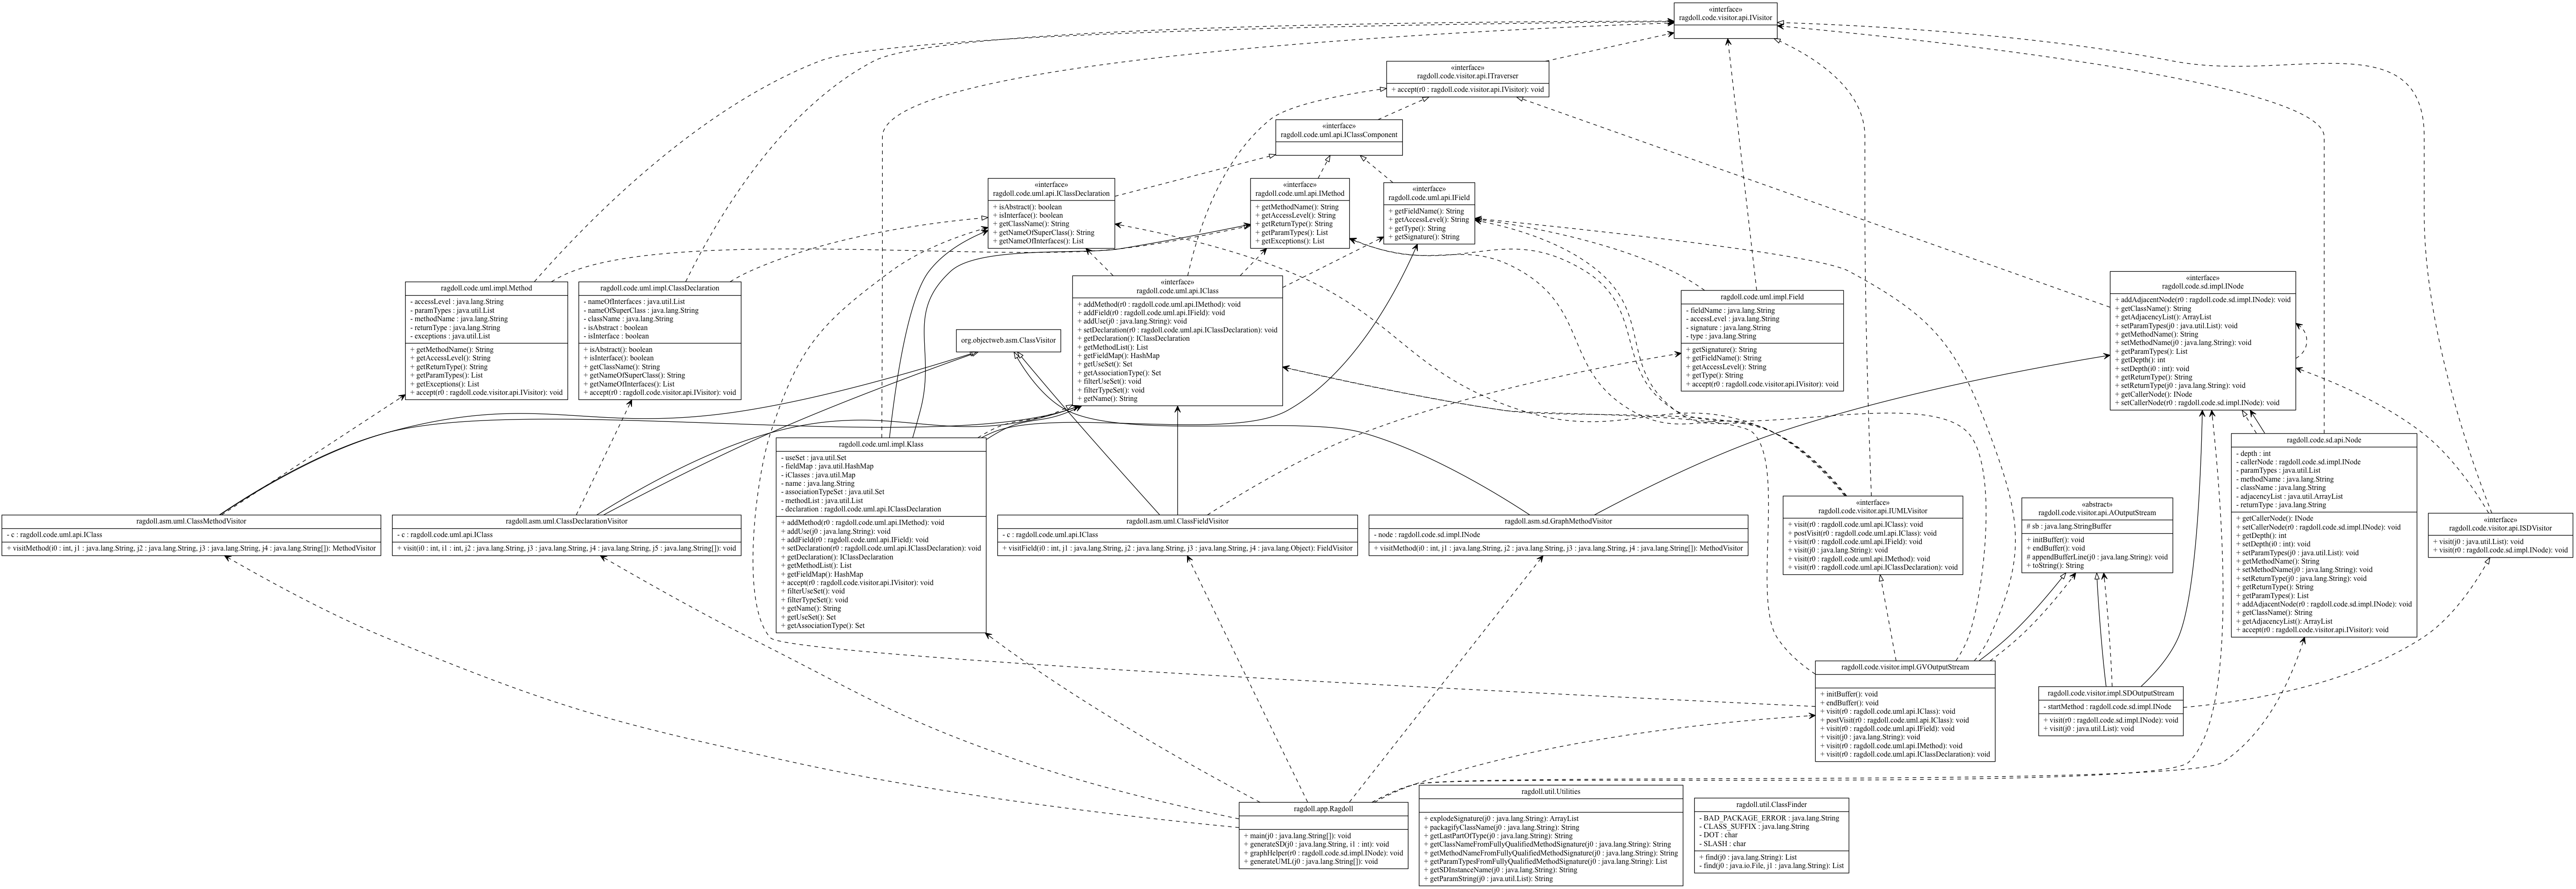 «interface»
ragdoll.code.visitor.api.IVisitor
«interface»
ragdoll.code.visitor.api.ITraverser
+ accept(r0 : ragdoll.code.visitor.api.IVisitor): void
«interface»
ragdoll.code.uml.api.IClassComponent
«interface»
ragdoll.code.uml.api.IClassDeclaration
+ isAbstract(): boolean
+ isInterface(): boolean
+ getClassName(): String
+ getNameOfSuperClass(): String
+ getNameOfInterfaces(): List
«interface»
ragdoll.code.uml.api.IMethod
+ getMethodName(): String
+ getAccessLevel(): String
+ getReturnType(): String
+ getParamTypes(): List
+ getExceptions(): List
«interface»
ragdoll.code.uml.api.IField
+ getFieldName(): String
+ getAccessLevel(): String
+ getType(): String
+ getSignature(): String
ragdoll.code.uml.impl.Method
- accessLevel : java.lang.String
- paramTypes : java.util.List
- methodName : java.lang.String
- returnType : java.lang.String
- exceptions : java.util.List
+ getMethodName(): String
+ getAccessLevel(): String
+ getReturnType(): String
+ getParamTypes(): List
+ getExceptions(): List
+ accept(r0 : ragdoll.code.visitor.api.IVisitor): void
ragdoll.code.uml.impl.ClassDeclaration
- nameOfInterfaces : java.util.List
- nameOfSuperClass : java.lang.String
- className : java.lang.String
- isAbstract : boolean
- isInterface : boolean
+ isAbstract(): boolean
+ isInterface(): boolean
+ getClassName(): String
+ getNameOfSuperClass(): String
+ getNameOfInterfaces(): List
+ accept(r0 : ragdoll.code.visitor.api.IVisitor): void
«interface»
ragdoll.code.uml.api.IClass
+ addMethod(r0 : ragdoll.code.uml.api.IMethod): void
+ addField(r0 : ragdoll.code.uml.api.IField): void
+ addUse(j0 : java.lang.String): void
+ setDeclaration(r0 : ragdoll.code.uml.api.IClassDeclaration): void
+ getDeclaration(): IClassDeclaration
+ getMethodList(): List
+ getFieldMap(): HashMap
+ getUseSet(): Set
+ getAssociationType(): Set
+ filterUseSet(): void
+ filterTypeSet(): void
+ getName(): String
ragdoll.code.uml.impl.Field
- fieldName : java.lang.String
- accessLevel : java.lang.String
- signature : java.lang.String
- type : java.lang.String
+ getSignature(): String
+ getFieldName(): String
+ getAccessLevel(): String
+ getType(): String
+ accept(r0 : ragdoll.code.visitor.api.IVisitor): void
«interface»
ragdoll.code.sd.impl.INode
+ addAdjacentNode(r0 : ragdoll.code.sd.impl.INode): void
+ getClassName(): String
+ getAdjacencyList(): ArrayList
+ setParamTypes(j0 : java.util.List): void
+ getMethodName(): String
+ setMethodName(j0 : java.lang.String): void
+ getParamTypes(): List
+ getDepth(): int
+ setDepth(i0 : int): void
+ getReturnType(): String
+ setReturnType(j0 : java.lang.String): void
+ getCallerNode(): INode
+ setCallerNode(r0 : ragdoll.code.sd.impl.INode): void
org.objectweb.asm.ClassVisitor
ragdoll.code.uml.impl.Klass
- useSet : java.util.Set
- fieldMap : java.util.HashMap
- iClasses : java.util.Map
- name : java.lang.String
- associationTypeSet : java.util.Set
- methodList : java.util.List
- declaration : ragdoll.code.uml.api.IClassDeclaration
+ addMethod(r0 : ragdoll.code.uml.api.IMethod): void
+ addUse(j0 : java.lang.String): void
+ addField(r0 : ragdoll.code.uml.api.IField): void
+ setDeclaration(r0 : ragdoll.code.uml.api.IClassDeclaration): void
+ getDeclaration(): IClassDeclaration
+ getMethodList(): List
+ getFieldMap(): HashMap
+ accept(r0 : ragdoll.code.visitor.api.IVisitor): void
+ filterUseSet(): void
+ filterTypeSet(): void
+ getName(): String
+ getUseSet(): Set
+ getAssociationType(): Set
ragdoll.code.sd.api.Node
- depth : int
- callerNode : ragdoll.code.sd.impl.INode
- paramTypes : java.util.List
- methodName : java.lang.String
- className : java.lang.String
- adjacencyList : java.util.ArrayList
- returnType : java.lang.String
+ getCallerNode(): INode
+ setCallerNode(r0 : ragdoll.code.sd.impl.INode): void
+ getDepth(): int
+ setDepth(i0 : int): void
+ setParamTypes(j0 : java.util.List): void
+ getMethodName(): String
+ setMethodName(j0 : java.lang.String): void
+ setReturnType(j0 : java.lang.String): void
+ getReturnType(): String
+ getParamTypes(): List
+ addAdjacentNode(r0 : ragdoll.code.sd.impl.INode): void
+ getClassName(): String
+ getAdjacencyList(): ArrayList
+ accept(r0 : ragdoll.code.visitor.api.IVisitor): void
ragdoll.asm.uml.ClassMethodVisitor
- c : ragdoll.code.uml.api.IClass
+ visitMethod(i0 : int, j1 : java.lang.String, j2 : java.lang.String, j3 : java.lang.String, j4 : java.lang.String[]): MethodVisitor
ragdoll.asm.uml.ClassDeclarationVisitor
- c : ragdoll.code.uml.api.IClass
+ visit(i0 : int, i1 : int, j2 : java.lang.String, j3 : java.lang.String, j4 : java.lang.String, j5 : java.lang.String[]): void
ragdoll.asm.uml.ClassFieldVisitor
- c : ragdoll.code.uml.api.IClass
+ visitField(i0 : int, j1 : java.lang.String, j2 : java.lang.String, j3 : java.lang.String, j4 : java.lang.Object): FieldVisitor
ragdoll.asm.sd.GraphMethodVisitor
- node : ragdoll.code.sd.impl.INode
+ visitMethod(i0 : int, j1 : java.lang.String, j2 : java.lang.String, j3 : java.lang.String, j4 : java.lang.String[]): MethodVisitor
«interface»
ragdoll.code.visitor.api.IUMLVisitor
+ visit(r0 : ragdoll.code.uml.api.IClass): void
+ postVisit(r0 : ragdoll.code.uml.api.IClass): void
+ visit(r0 : ragdoll.code.uml.api.IField): void
+ visit(j0 : java.lang.String): void
+ visit(r0 : ragdoll.code.uml.api.IMethod): void
+ visit(r0 : ragdoll.code.uml.api.IClassDeclaration): void
«abstract»
ragdoll.code.visitor.api.AOutputStream
# sb : java.lang.StringBuffer
+ initBuffer(): void
+ endBuffer(): void
# appendBufferLine(j0 : java.lang.String): void
+ toString(): String
«interface»
ragdoll.code.visitor.api.ISDVisitor
+ visit(j0 : java.util.List): void
+ visit(r0 : ragdoll.code.sd.impl.INode): void
ragdoll.code.visitor.impl.GVOutputStream
+ initBuffer(): void
+ endBuffer(): void
+ visit(r0 : ragdoll.code.uml.api.IClass): void
+ postVisit(r0 : ragdoll.code.uml.api.IClass): void
+ visit(r0 : ragdoll.code.uml.api.IField): void
+ visit(j0 : java.lang.String): void
+ visit(r0 : ragdoll.code.uml.api.IMethod): void
+ visit(r0 : ragdoll.code.uml.api.IClassDeclaration): void
ragdoll.code.visitor.impl.SDOutputStream
- startMethod : ragdoll.code.sd.impl.INode
+ visit(r0 : ragdoll.code.sd.impl.INode): void
+ visit(j0 : java.util.List): void
ragdoll.app.Ragdoll
+ main(j0 : java.lang.String[]): void
+ generateSD(j0 : java.lang.String, i1 : int): void
+ graphHelper(r0 : ragdoll.code.sd.impl.INode): void
+ generateUML(j0 : java.lang.String[]): void
ragdoll.util.Utilities
+ explodeSignature(j0 : java.lang.String): ArrayList
+ packagifyClassName(j0 : java.lang.String): String
+ getLastPartOfType(j0 : java.lang.String): String
+ getClassNameFromFullyQualifiedMethodSignature(j0 : java.lang.String): String
+ getMethodNameFromFullyQualifiedMethodSignature(j0 : java.lang.String): String
+ getParamTypesFromFullyQualifiedMethodSignature(j0 : java.lang.String): List
+ getSDInstanceName(j0 : java.lang.String): String
+ getParamString(j0 : java.util.List): String
ragdoll.util.ClassFinder
- BAD_PACKAGE_ERROR : java.lang.String
- CLASS_SUFFIX : java.lang.String
- DOT : char
- SLASH : char
+ find(j0 : java.lang.String): List
- find(j0 : java.io.File, j1 : java.lang.String): List